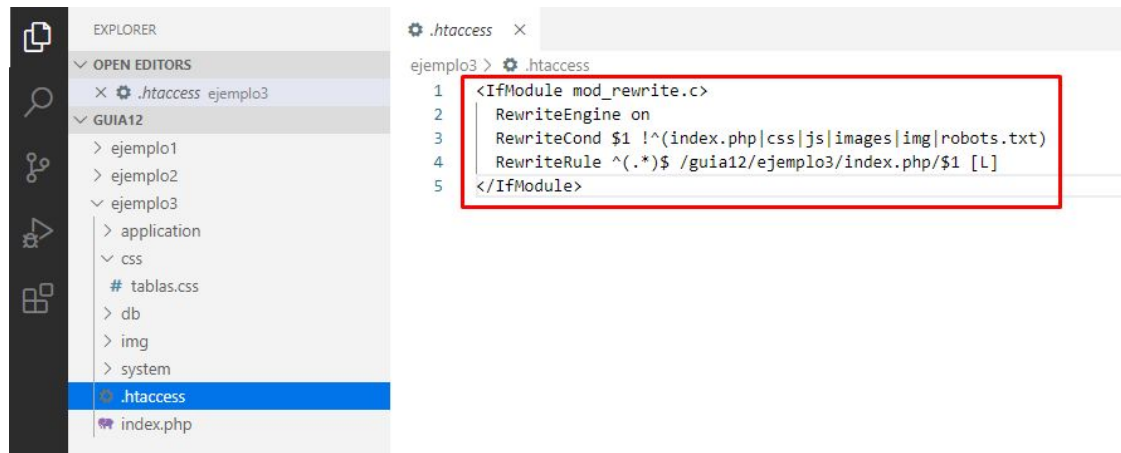 EXPLORER
OPEN EDITORS
.htaccess ejemplo3
GUIA12
ejemplo1
ejemplo2
ejemplo3
application
css
# tablas.css
db
img
system
.htaccess
index.php
.htaccess
ejemplo3 > .htaccess
1 <IfModule mod_rewrite.c>
2 RewriteEngine on
3 RewriteCond $1 !^(index.php|css|js|images|img|robots.txt)
4 RewriteRule ^(.*)$ /guia12/ejemplo3/index.php/$1 [L]
5 </IfModule>